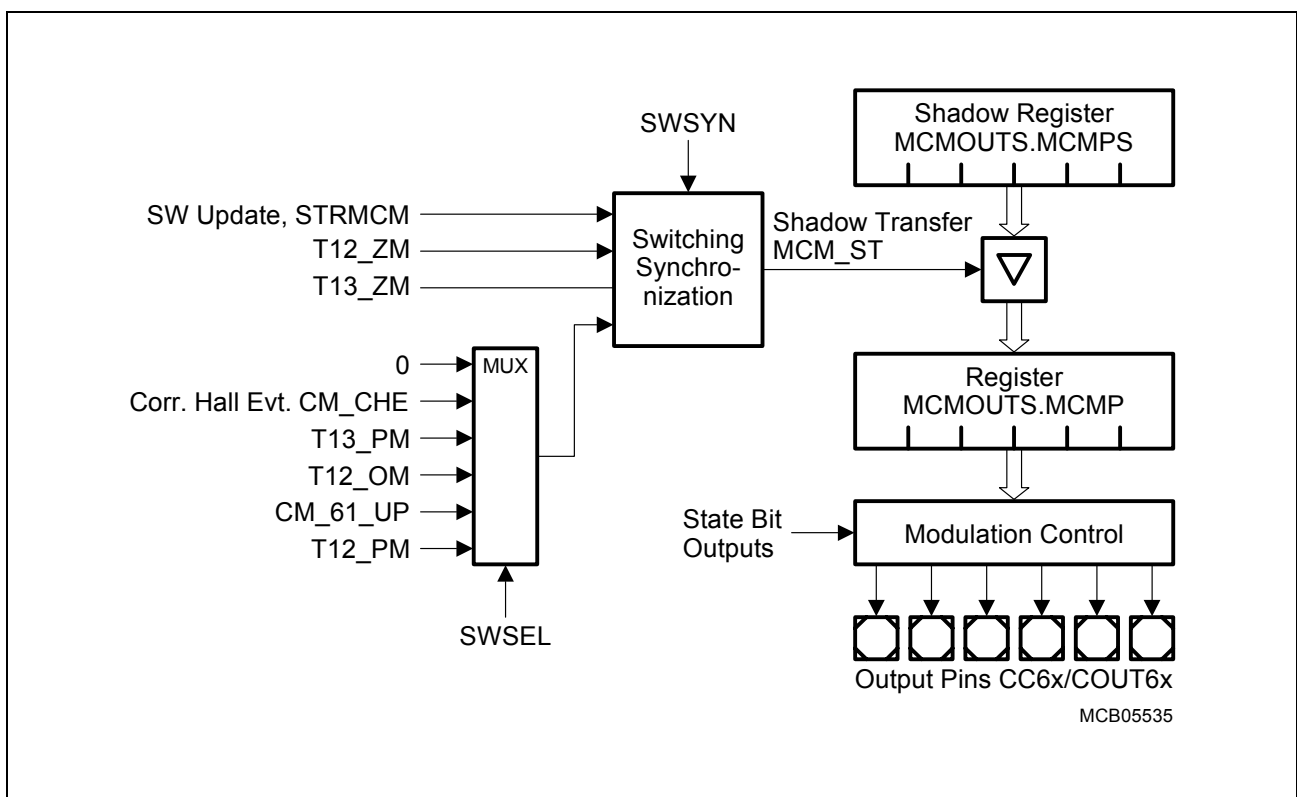 Shadow Register
MCMOUTS.MCMPS
SWSYN
SW Update, STRMCM
T12_ZM
T13_ZM
Switching
Synchro-
nization
Shadow Transfer
MCM_ST
0
Corr. Hall Evt. CM_CHE
T13_PM
T12_OM
CM_61_UP
T12_PM
MUX
SWSEL
Register
MCMOUTS.MCMP
State Bit
Outputs
Modulation Control
Output Pins CC6x/COUT6x
MCB05535